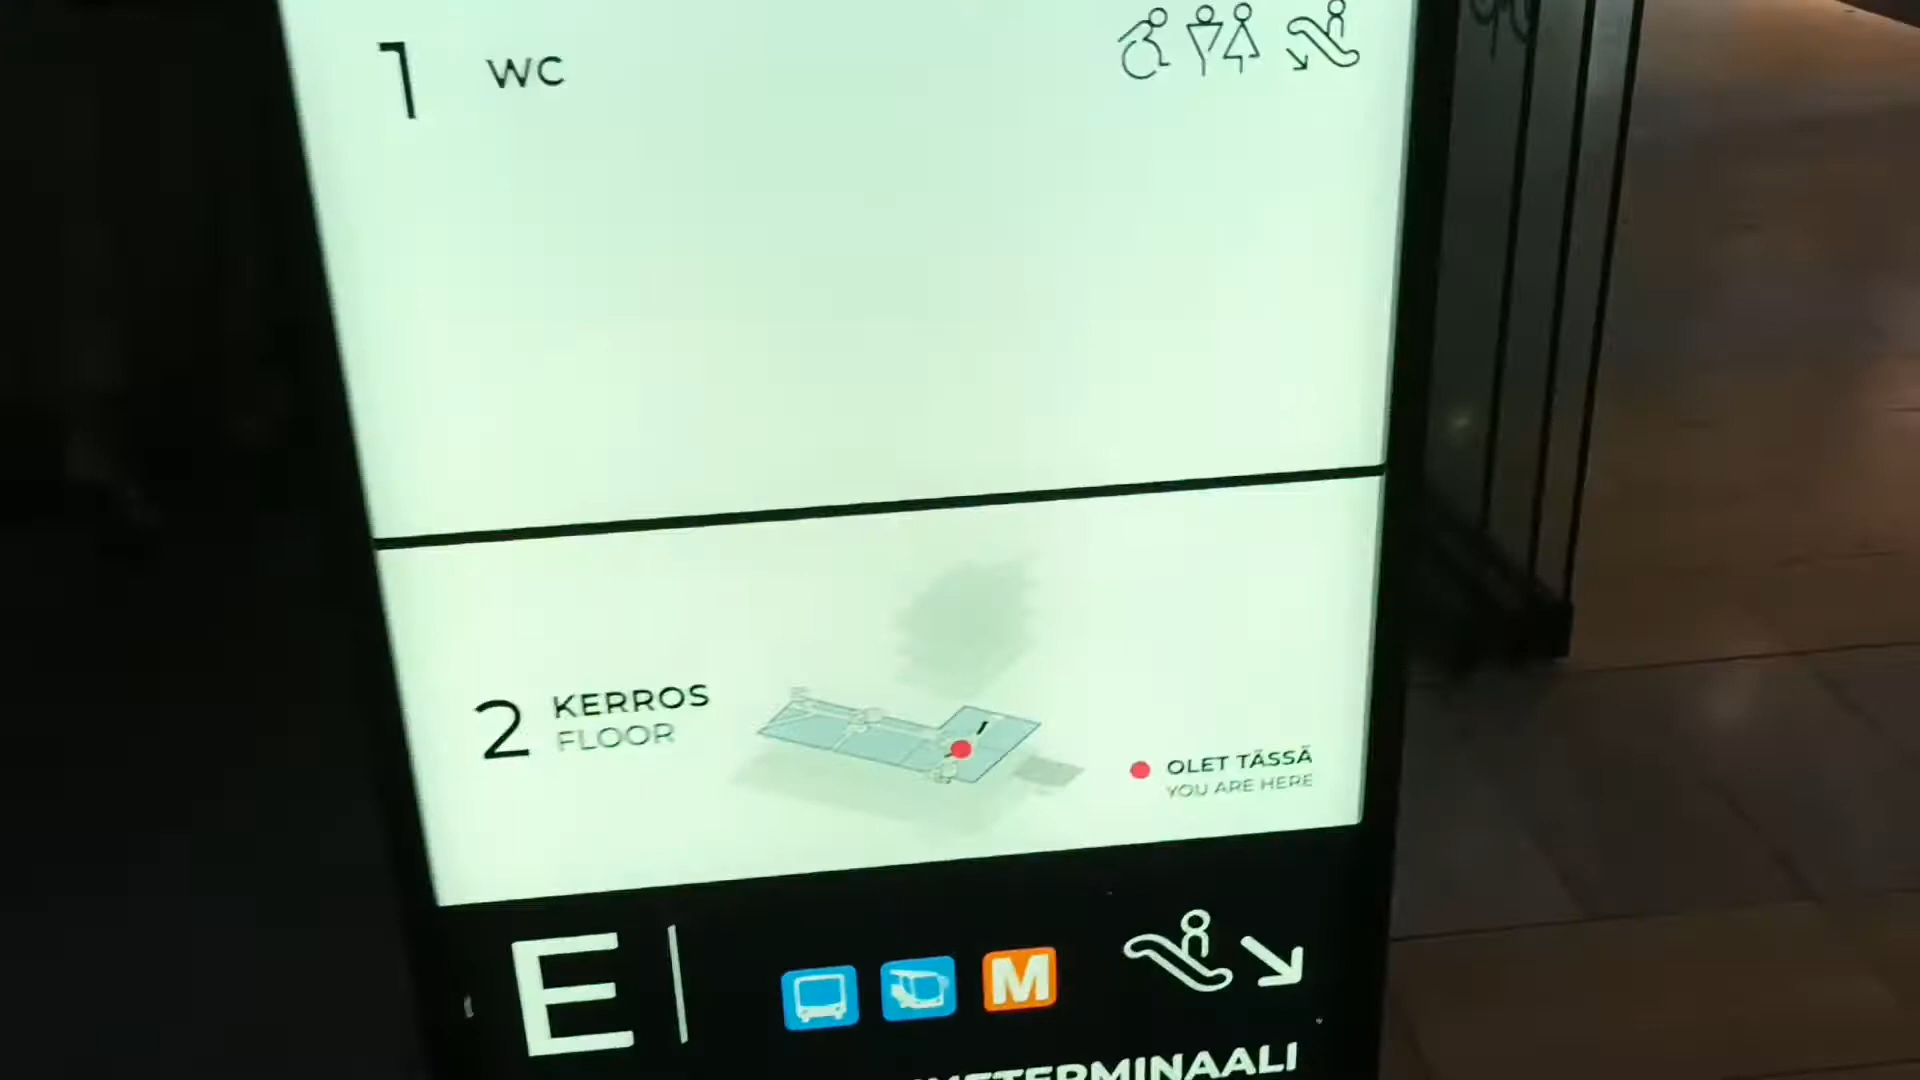 1 WC
2 KERROS
FLOOR
OLET TÄSSÄ
YOU ARE HERE
E
M